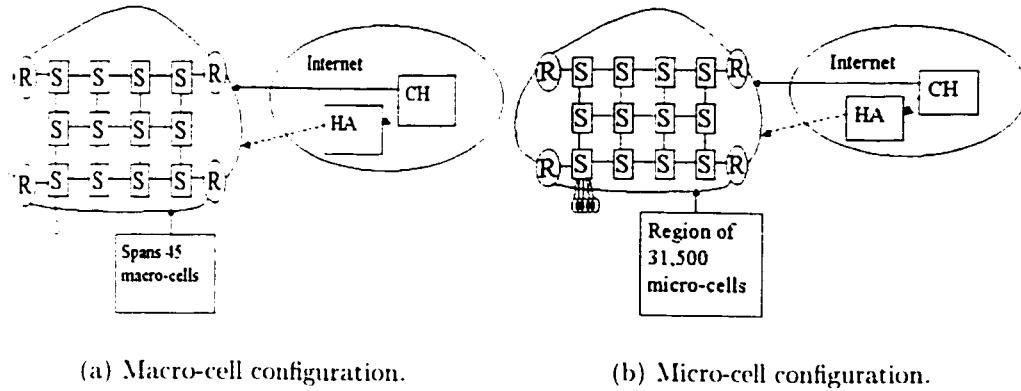 R S S S S R
Internet
CH
S S S S
HA
R S S S S R
Spans 45
macro-cells
(a) Macro-cell configuration.
R S S S S R
Internet
CH
S S S S
HA
R S S S S R
Region of
31,500
micro-cells
(b) Micro-cell configuration.